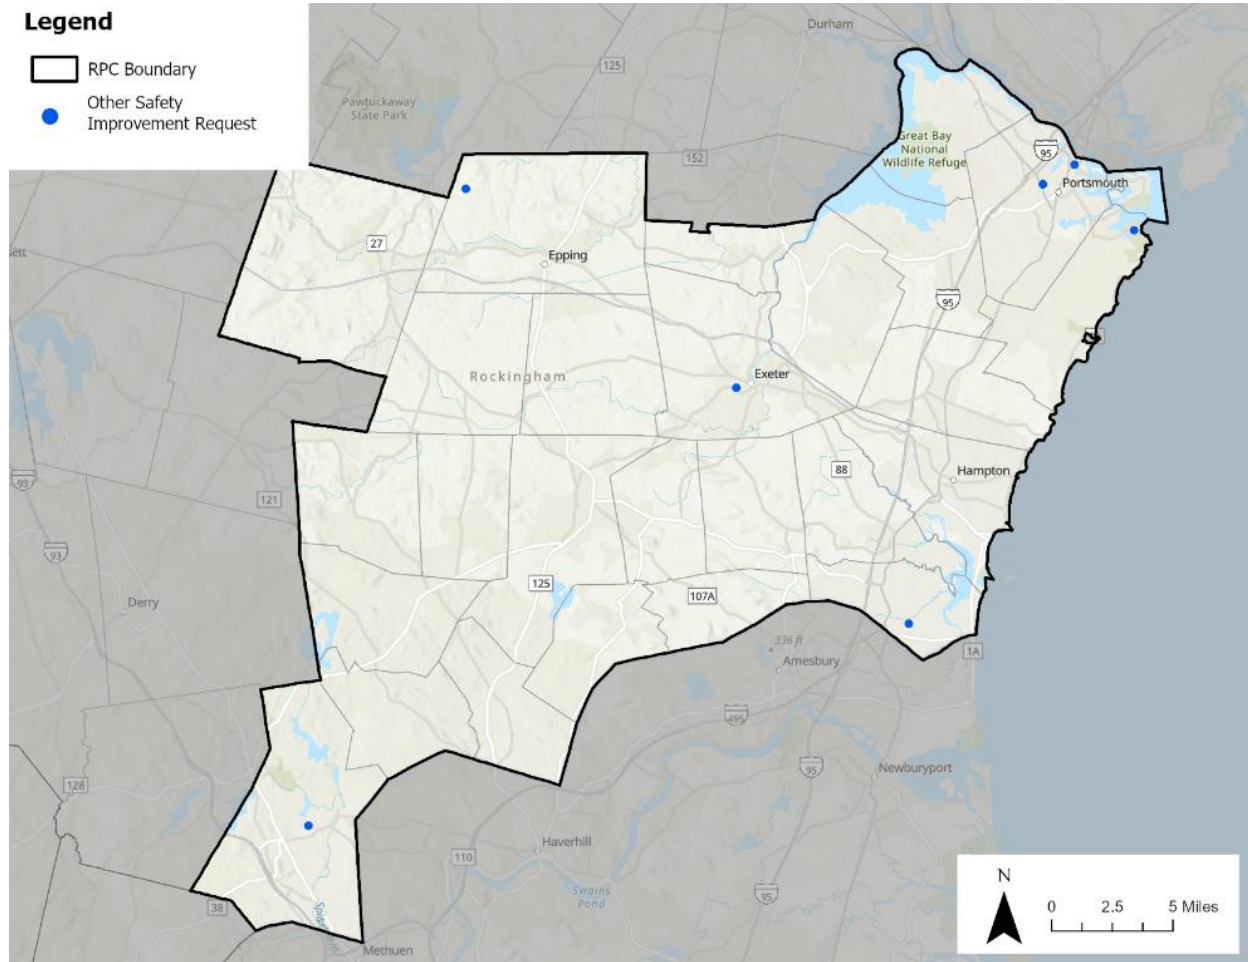 Legend
RPC Boundary
Other Safety
Improvement Request
Durham
125
Pawtuckaway
State Park
152
Great Bay
National
Wildlife Refuge
95
Portsmouth
27
Epping
95
Rockingham
Exeter
93
121
88
Hampton
93
125
107A
Derry
336 ft
Amesbury
1A
495
95
Newburyport
128
Haverhill
110
Swains
Pond
95
38
Methuen
N
0 2.5 5 Miles